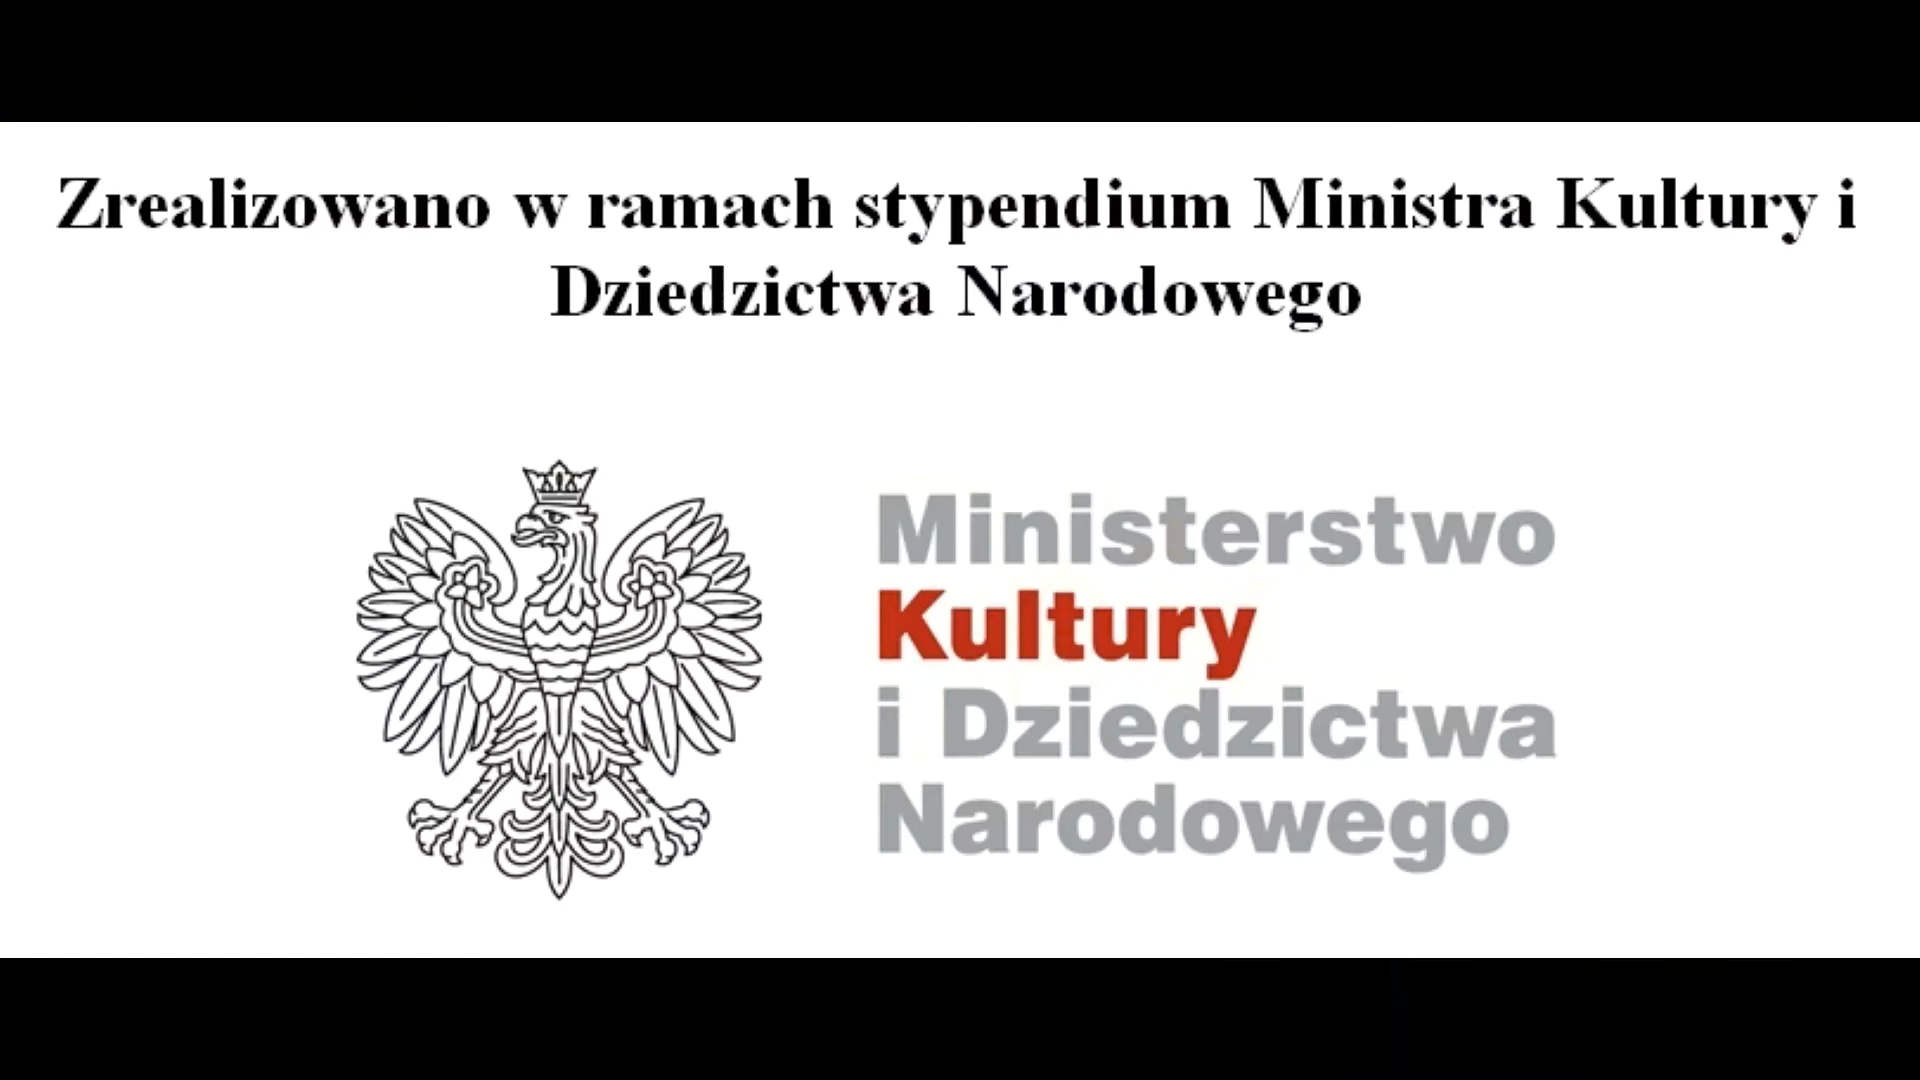 Zrealizowano w ramach stypendium Ministra Kultury i
Dziedzictwa Narodowego
Ministerstwo
Kultury
i Dziedzictwa
Narodowego